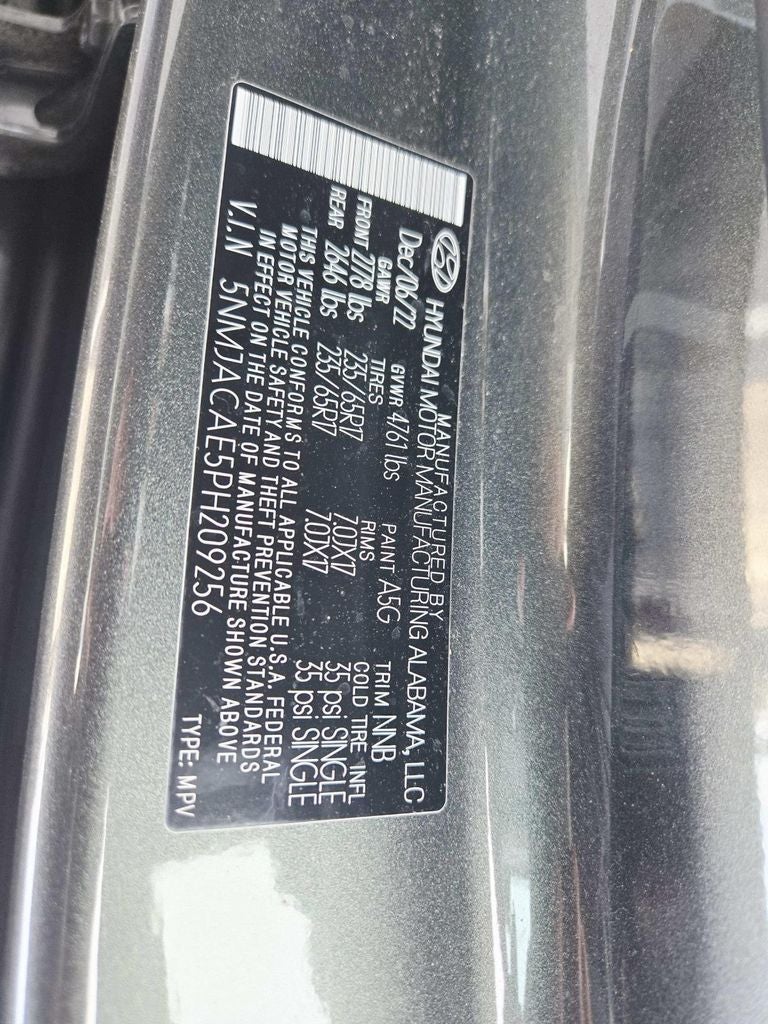 MANUFACTURED BY
HYUNDAI MOTOR MANUFACTURING ALABAMA, LLC
Dec/06/22 GVWR 4761 lbs PAINT A5G TRIM NNB
GAWR TIRES RIMS COLD TIRE INFL
FRONT 2778 lbs 235/65R17 7.0JX17 35 psi SINGLE
REAR 2646 lbs 235/65R17 7.0JX17 35 psi SINGLE
THIS VEHICLE CONFORMS TO ALL APPLICABLE U.S.A. FEDERAL
MOTOR VEHICLE SAFETY AND THEFT PREVENTION STANDARDS
IN EFFECT ON THE DATE OF MANUFACTURE SHOWN ABOVE
V.I.N 5NMJACAE5PH209256 TYPE: MPV